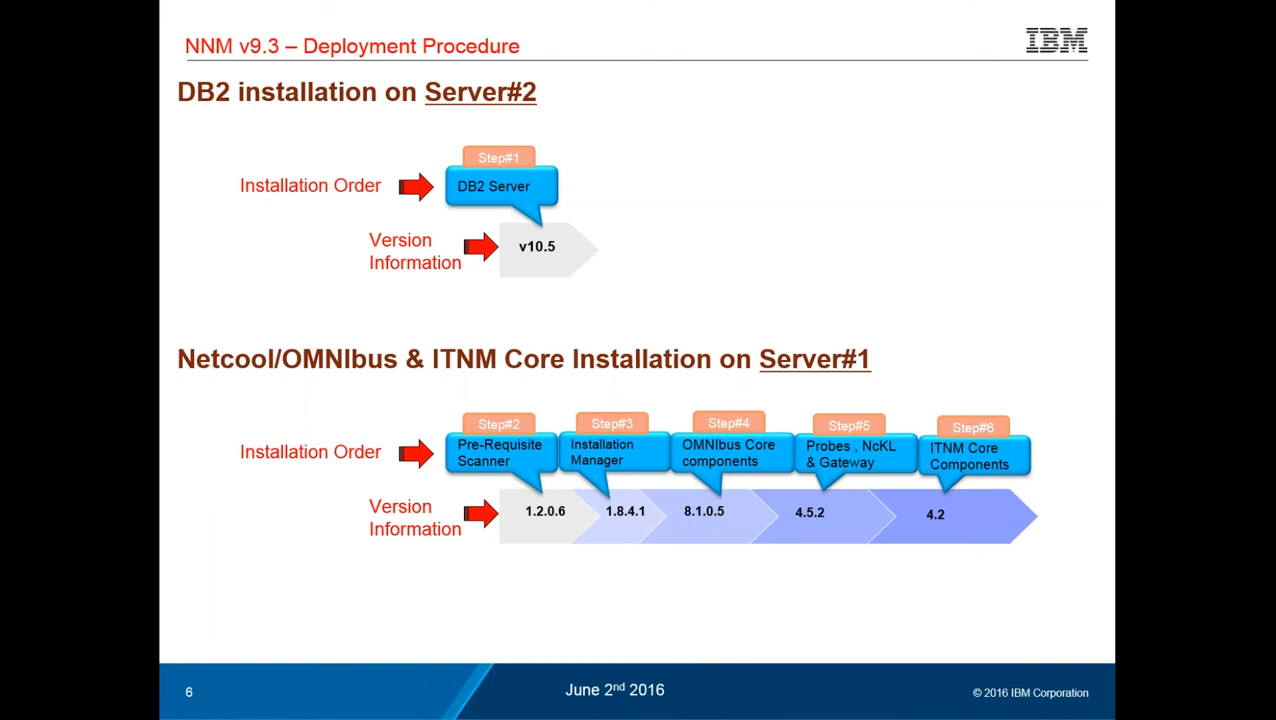 NNM v9.3 – Deployment Procedure
IBM
DB2 installation on Server#2
Step#1
Installation Order
DB2 Server
Version
Information
v10.5
Netcool/OMNIbus & ITNM Core Installation on Server#1
Step#2
Step#3
Step#4
Step#5
Step#6
Installation Order
Pre-Requisite
Scanner
Installation
Manager
OMNIbus Core
components
Probes , NcKL
& Gateway
ITNM Core
Components
Version
Information
1.2.0.6
1.8.4.1
8.1.0.5
4.5.2
4.2
6
June 2nd 2016
© 2016 IBM Corporation